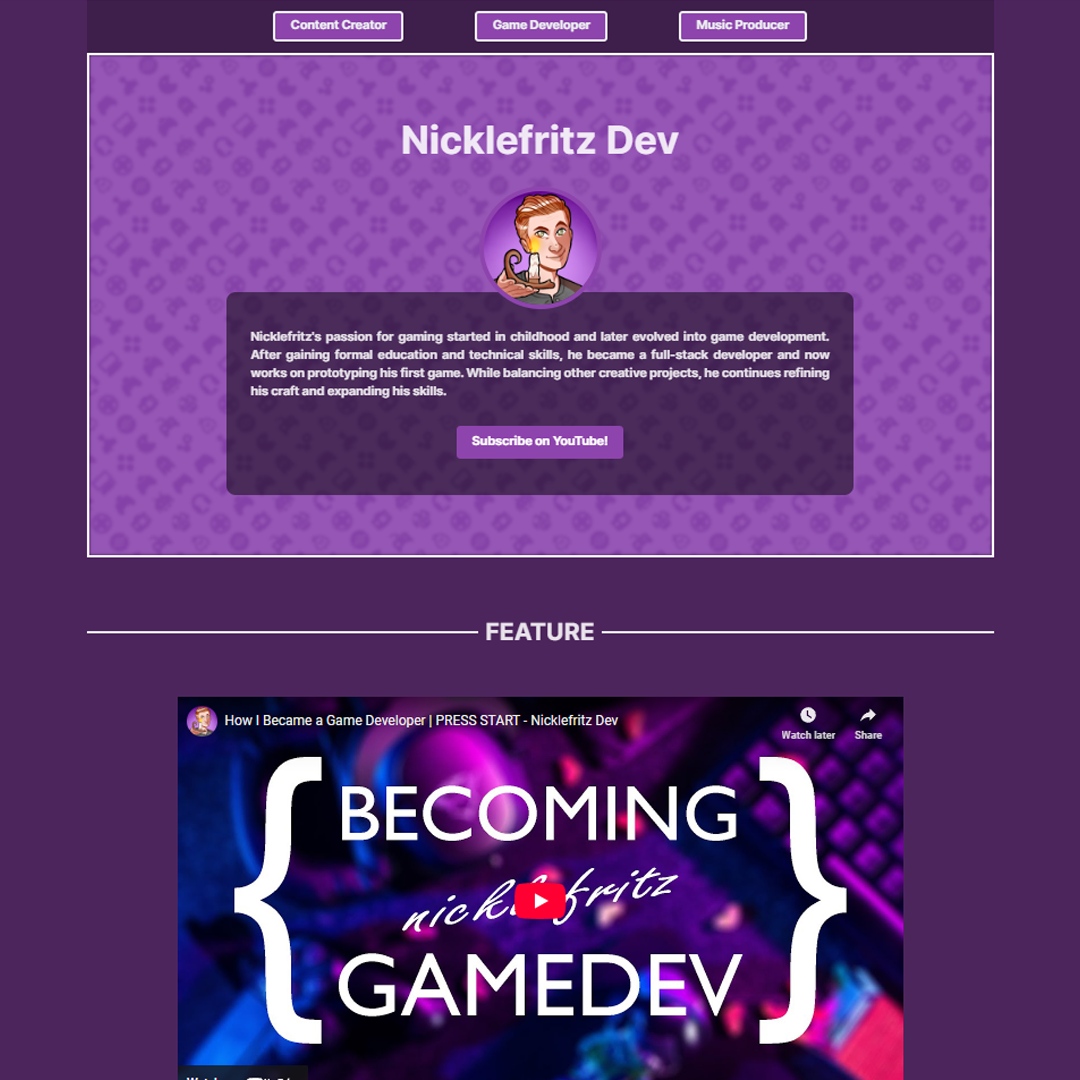 Content Creator
Game Developer
Music Producer
Nicklefritz Dev
Nicklefritz's passion for gaming started in childhood and later evolved into game development.
After gaining formal education and technical skills, he became a full-stack developer and now
works on prototyping his first game. While balancing other creative projects, he continues refining
his craft and expanding his skills.
Subscribe on YouTube!
FEATURE
How I Became a Game Developer | PRESS START - Nicklefritz Dev
Watch later
Share
BECOMING
nicklefritz
GAMEDEV